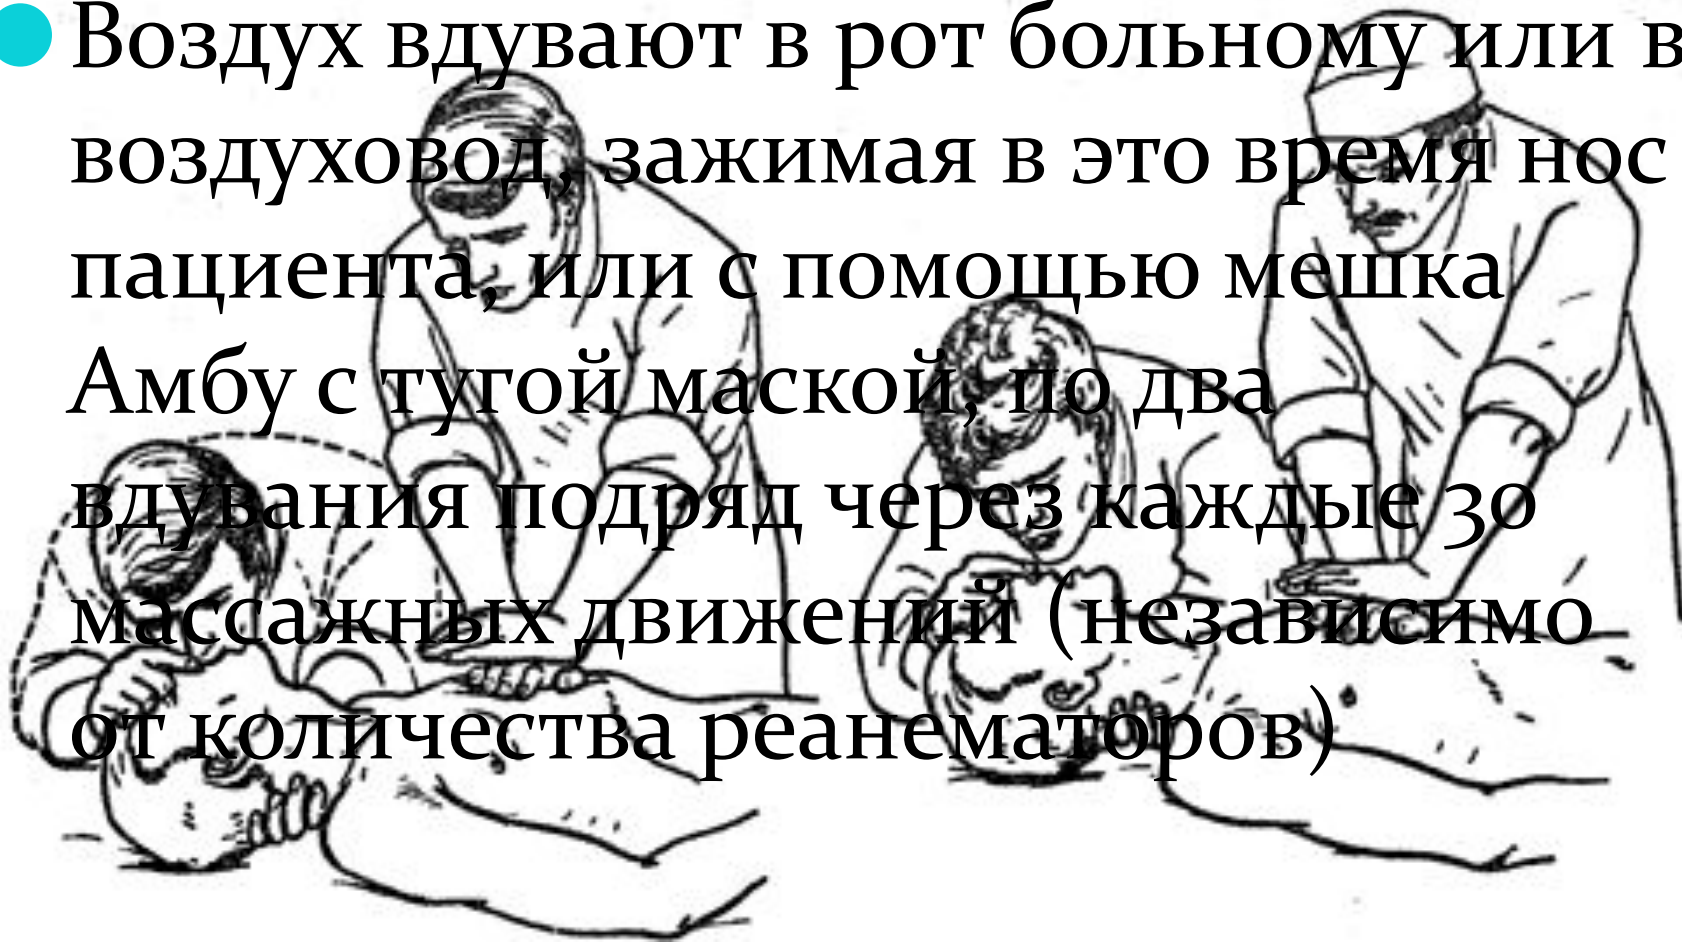 Воздух вдувают в рот больному или в
воздуховод, зажимая в это время нос
пациента, или с помощью мешка
Амбу с тугой маской, по два
вдувания подряд через каждые 30
массажных движений (независимо
от количества реанематоров)